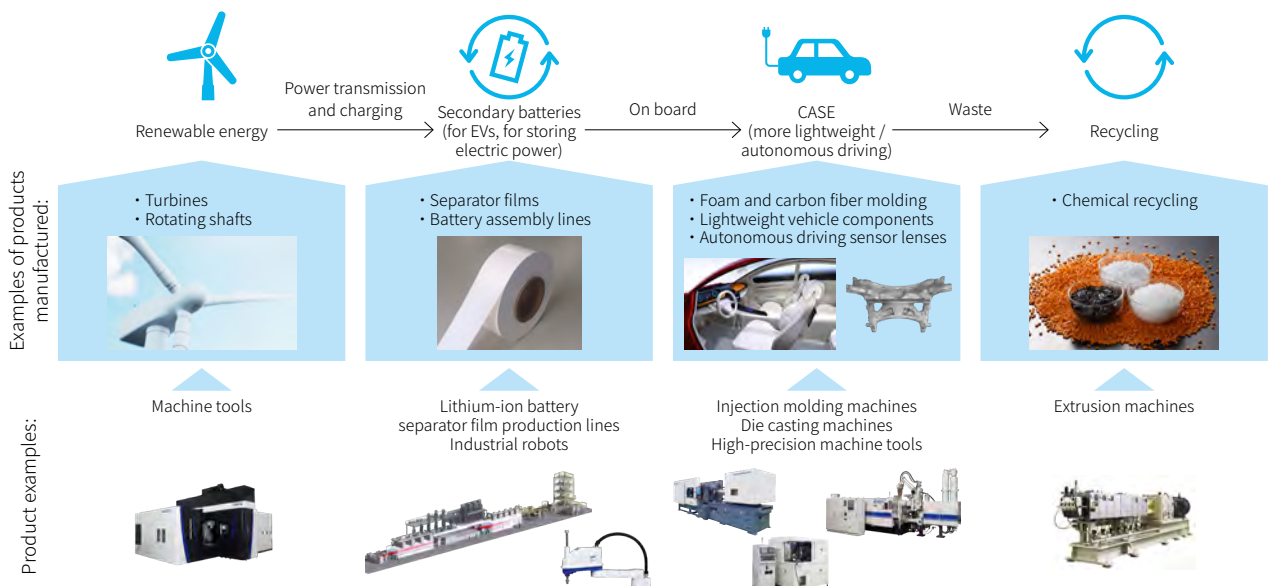 Power transmission
and charging
On board
Waste
Renewable energy
Secondary batteries
(for EVs, for storing
electric power)
CASE
(more lightweight /
autonomous driving)
Recycling
Examples of products
manufactured:
・Turbines
・Rotating shafts
・Separator films
・Battery assembly lines
・Foam and carbon fiber molding
・Lightweight vehicle components
・Autonomous driving sensor lenses
・Chemical recycling
Product examples:
Machine tools
Lithium-ion battery
separator film production lines
Industrial robots
Injection molding machines
Die casting machines
High-precision machine tools
Extrusion machines